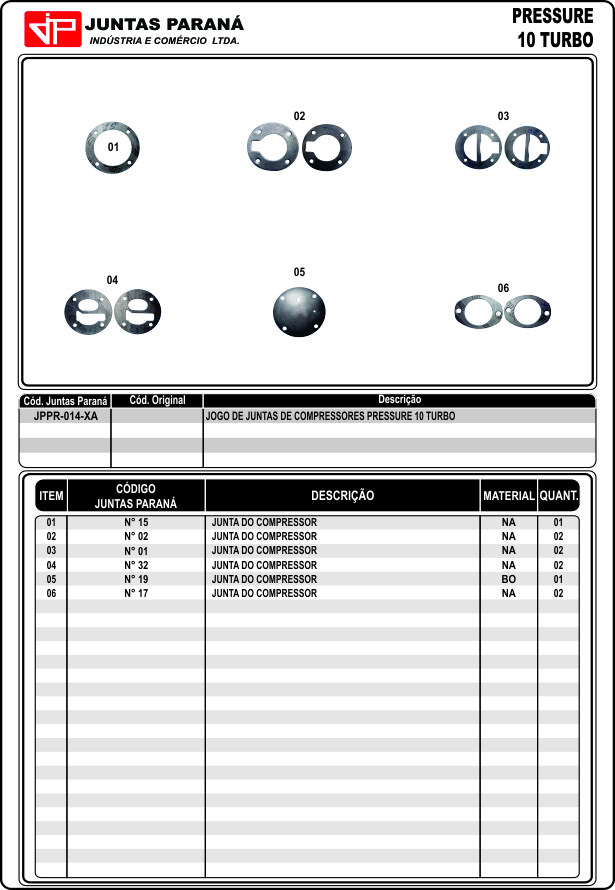 JP JUNTAS PARANÁ
INDÚSTRIA E COMÉRCIO LTDA.
PRESSURE
10 TURBO
01
02
03
04
05
06
Cód. Juntas Paraná Cód. Original Descrição
JPPR-014-XA JOGO DE JUNTAS DE COMPRESSORES PRESSURE 10 TURBO
ITEM CÓDIGO JUNTAS PARANÁ DESCRIÇÃO MATERIAL QUANT.
01 N° 15 JUNTA DO COMPRESSOR NA 01
02 N° 02 JUNTA DO COMPRESSOR NA 02
03 N° 01 JUNTA DO COMPRESSOR NA 02
04 N° 32 JUNTA DO COMPRESSOR NA 02
05 N° 19 JUNTA DO COMPRESSOR BO 01
06 N° 17 JUNTA DO COMPRESSOR NA 02